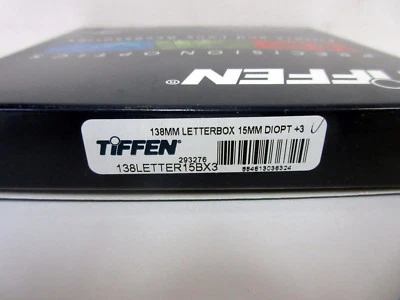 TIFFEN®
PRECISION OPTICS
138MM LETTERBOX 15MM DIOPT +3
TIFFEN®
293276
138LETTER15BX3